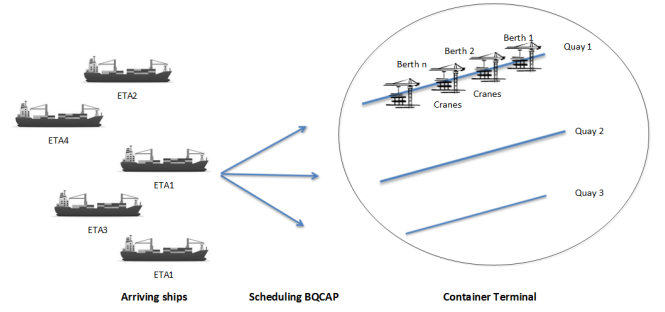 ETA2
ETA4
ETA1
ETA3
ETA1
Arriving ships
Scheduling BQCAP
Berth 1
Berth 2
Berth n
Cranes
Cranes
Quay 1
Quay 2
Quay 3
Container Terminal